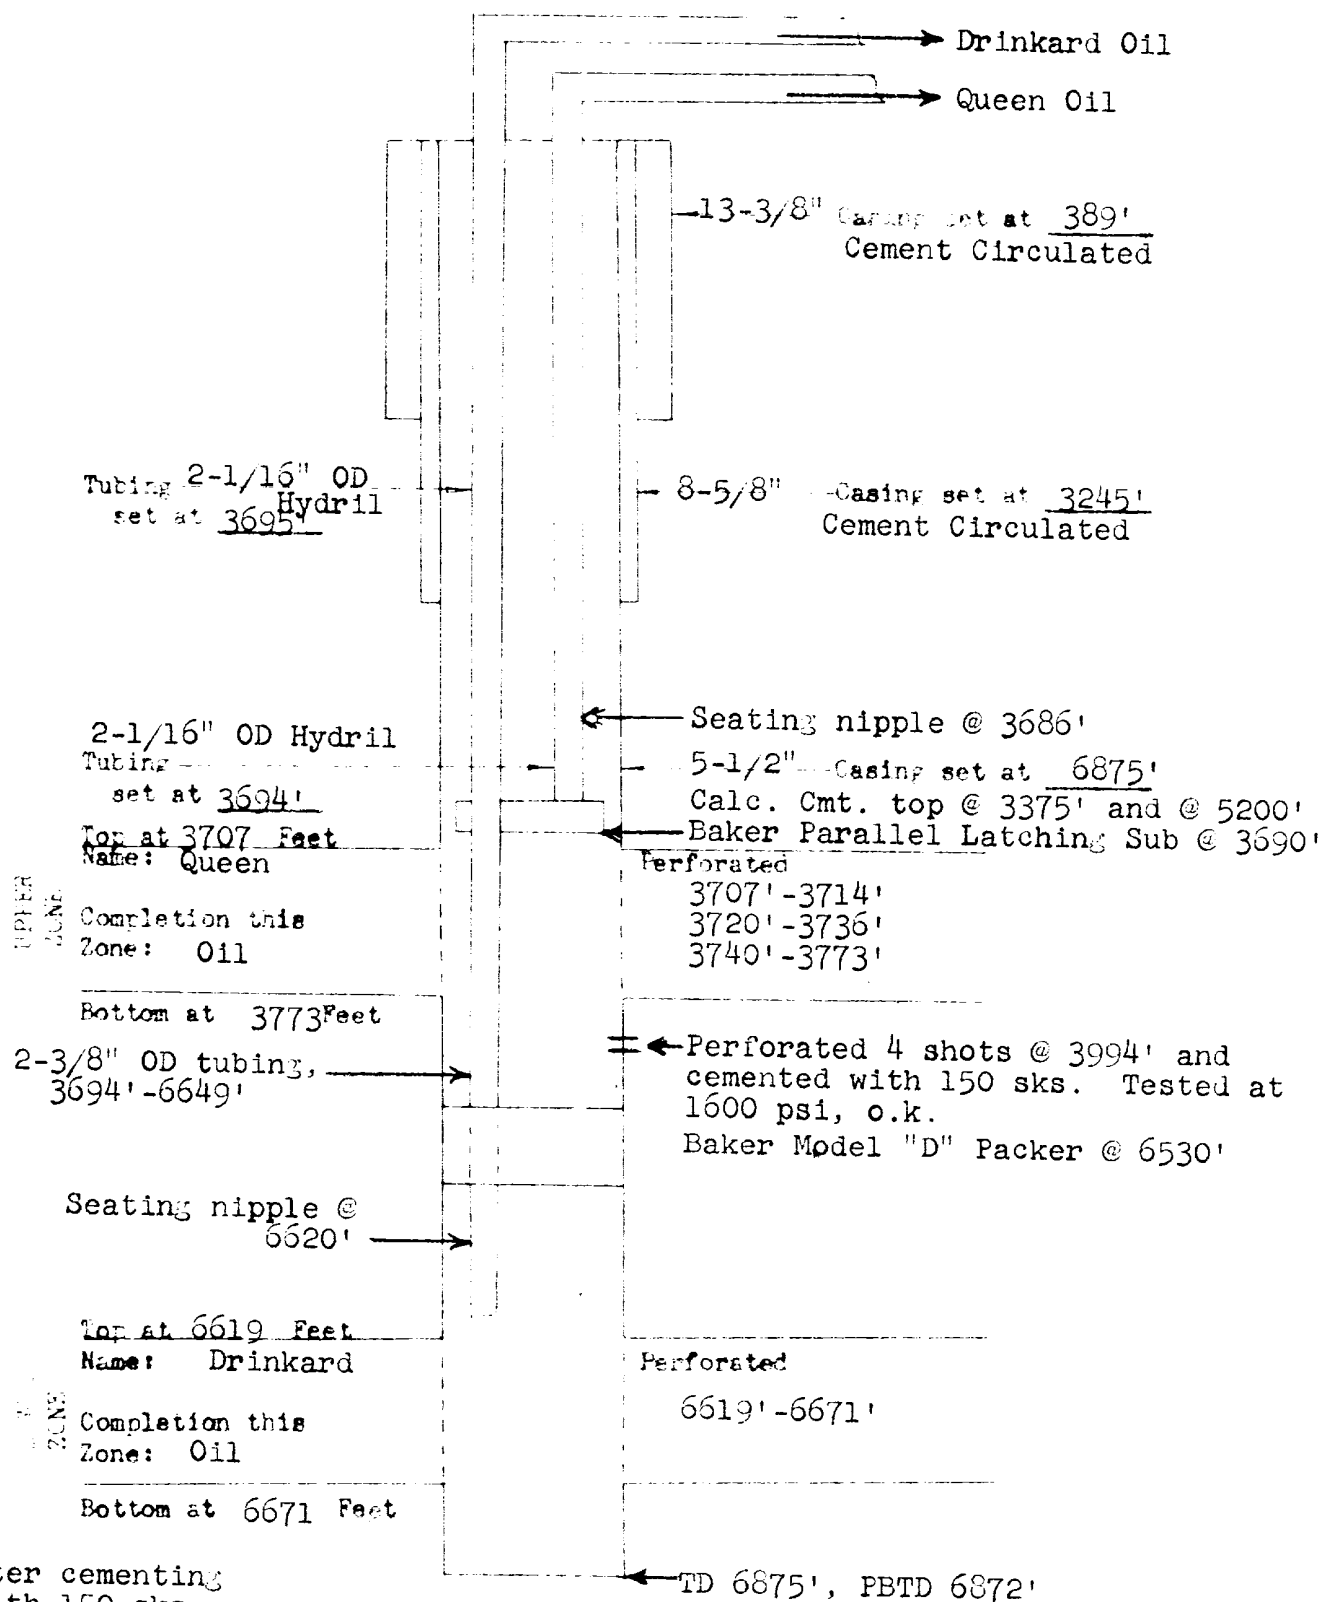 Drinkard Oil
Queen Oil
13-3/8" Casing set at 389'
Cement Circulated
Tubing 2-1/16" OD
Hydril
set at 3695'
8-5/8" Casing set at 3245'
Cement Circulated
Seating nipple @ 3686'
2-1/16" OD Hydril
Tubing
set at 3694'
5-1/2" Casing set at 6875'
Calc. Cmt. top @ 3375' and @ 5200'
Baker Parallel Latching Sub @ 3690'
Top at 3707 Feet
Name: Queen
UPPER
ZONE
Completion this
Zone: Oil
Bottom at 3773 Feet
Perforated
3707'-3714'
3720'-3736'
3740'-3773'
2-3/8" OD tubing,
3694'-6649'
Perforated 4 shots @ 3994' and
cemented with 150 sks. Tested at
1600 psi, o.k.
Baker Model "D" Packer @ 6530'
Seating nipple @
6620'
Top at 6619 Feet
Name: Drinkard
ZONE
Completion this
Zone: Oil
Bottom at 6671 Feet
Perforated
6619'-6671'
cementing
150 sks
TD 6875', PBTD 6872'